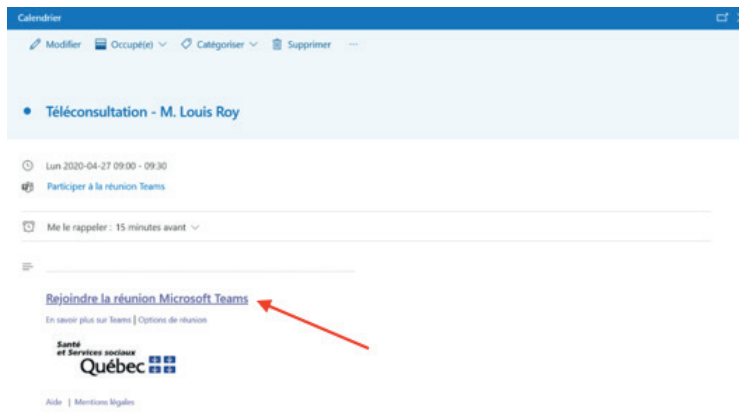 Calendrier
Modifier Occupé(e) Catégoriser Supprimer ...
Téléconsultation - M. Louis Roy
Lun 2020-04-27 09:00 - 09:30
Participer à la réunion Teams
Me le rappeler : 15 minutes avant
Rejoindre la réunion Microsoft Teams
En savoir plus sur Teams | Options de réunion
Santé
et Services sociaux
Québec
Aide | Mentions légales